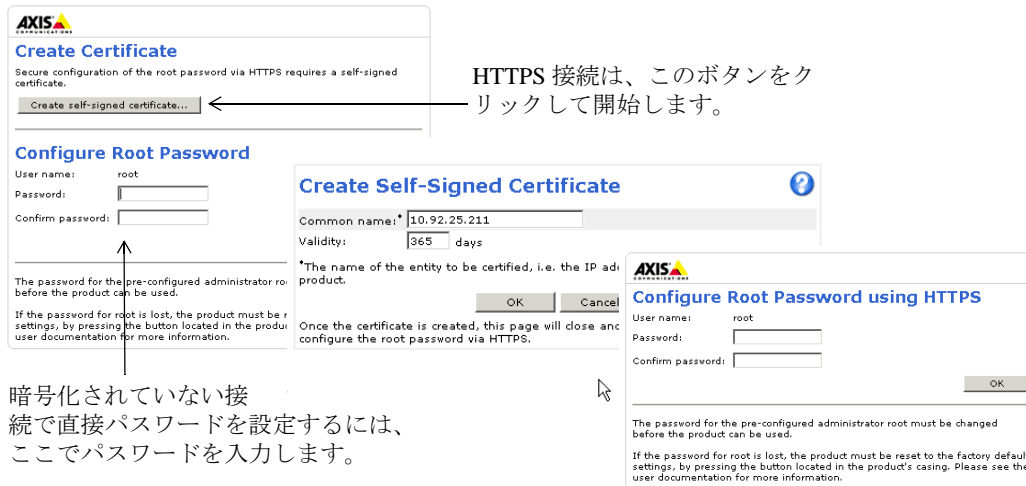 AXIS
COMMUNICATIONS
Create Certificate
Secure configuration of the root password via HTTPS requires a self-signed
certificate.
Create self-signed certificate...
HTTPS 接続は、このボタンをク
リックして開始します。
Configure Root Password
User name: root
Password:
Confirm password:
The password for the pre-configured administrator
before the product can be used.
If the password for root is lost, the product must be
settings, by pressing the button located in the
user documentation for more information.
暗号化されていない接
続で直接パスワードを設定するには、
ここでパスワードを入力します。
Create Self-Signed Certificate
?
Common name:* 10.92.25.211
Validity: 365 days
*The name of the entity to be certified, i.e. the IP
product.
OK Cancel
Once the certificate is created, this page will close
configure the root password via HTTPS.
AXIS
COMMUNICATIONS
Configure Root Password using HTTPS
User name: root
Password:
Confirm password:
OK
The password for the pre-configured administrator root must be changed
before the product can be used.
If the password for root is lost, the product must be reset to the factory default
settings, by pressing the button located in the product's casing. Please see the
user documentation for more information.